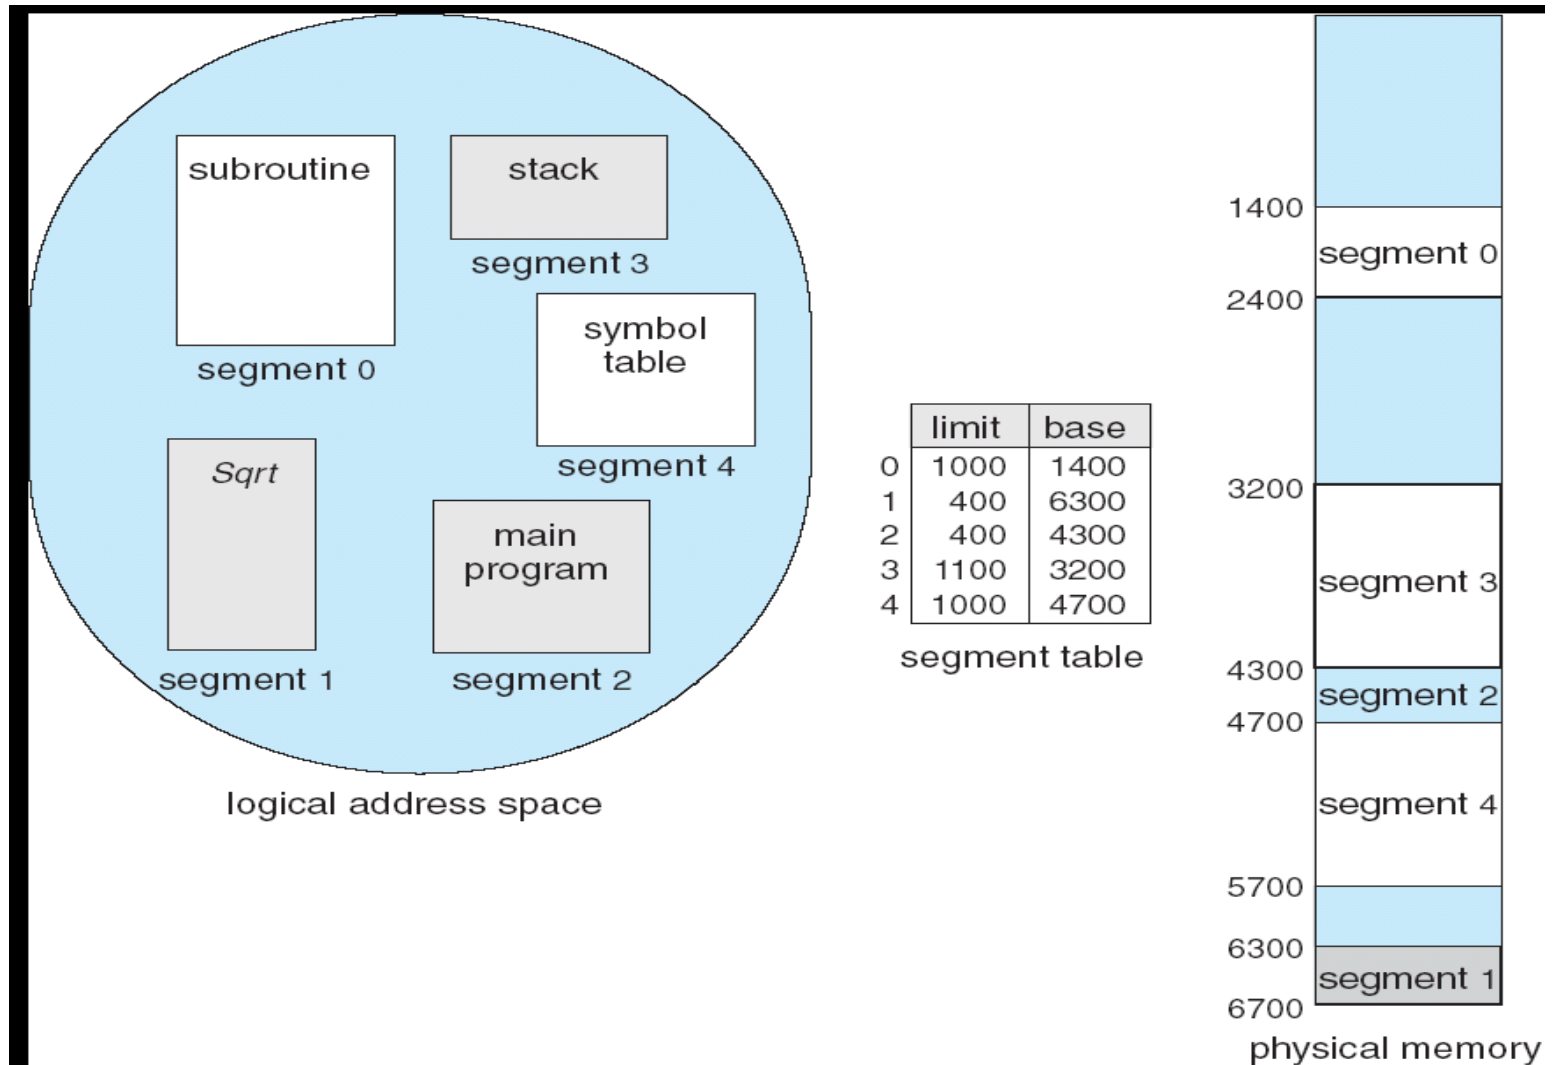 subroutine
segment 0
stack
segment 3
symbol
table
segment 4
Sqrt
segment 1
main
program
segment 2
logical address space
limit base
0 1000 1400
1 400 6300
2 400 4300
3 1100 3200
4 1000 4700
segment table
1400
segment 0
2400
3200
segment 3
4300
segment 2
4700
segment 4
5700
6300
segment 1
6700
physical memory